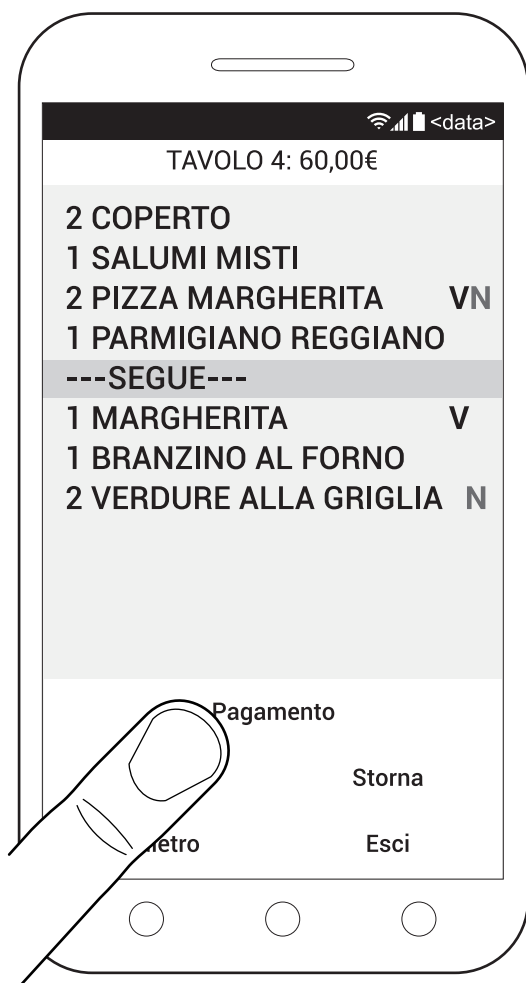 <data>
TAVOLO 4: 60,00€
2 COPERTO
1 SALUMI MISTI
2 PIZZA MARGHERITA VN
1 PARMIGIANO REGGIANO
---SEGUE---
1 MARGHERITA V
1 BRANZINO AL FORNO
2 VERDURE ALLA GRIGLIA N
Pagamento
Storna
Esci